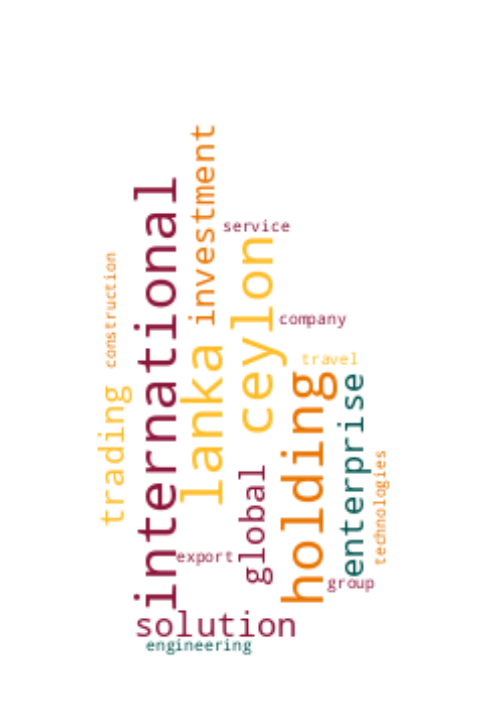 investment
international
service
ceylon
construction
company
lanka
travel
holding
enterprise
trading
technologies
global
export
group
solution
engineering